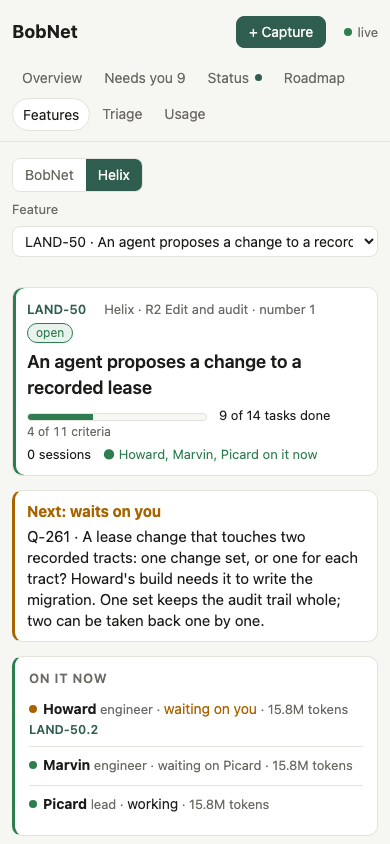 BobNet
+ Capture
live
Overview
Needs you 9
Status
Roadmap
Features
Triage
Usage
BobNet
Helix
Feature
LAND-50 · An agent proposes a change to a record
LAND-50 Helix · R2 Edit and audit · number 1
open
An agent proposes a change to a
recorded lease
9 of 14 tasks done
4 of 11 criteria
0 sessions Howard, Marvin, Picard on it now
Next: waits on you
Q-261 · A lease change that touches two
recorded tracts: one change set, or one for each
tract? Howard's build needs it to write the
migration. One set keeps the audit trail whole;
two can be taken back one by one.
ON IT NOW
Howard engineer · waiting on you · 15.8M tokens
LAND-50.2
Marvin engineer · waiting on Picard · 15.8M tokens
Picard lead · working · 15.8M tokens